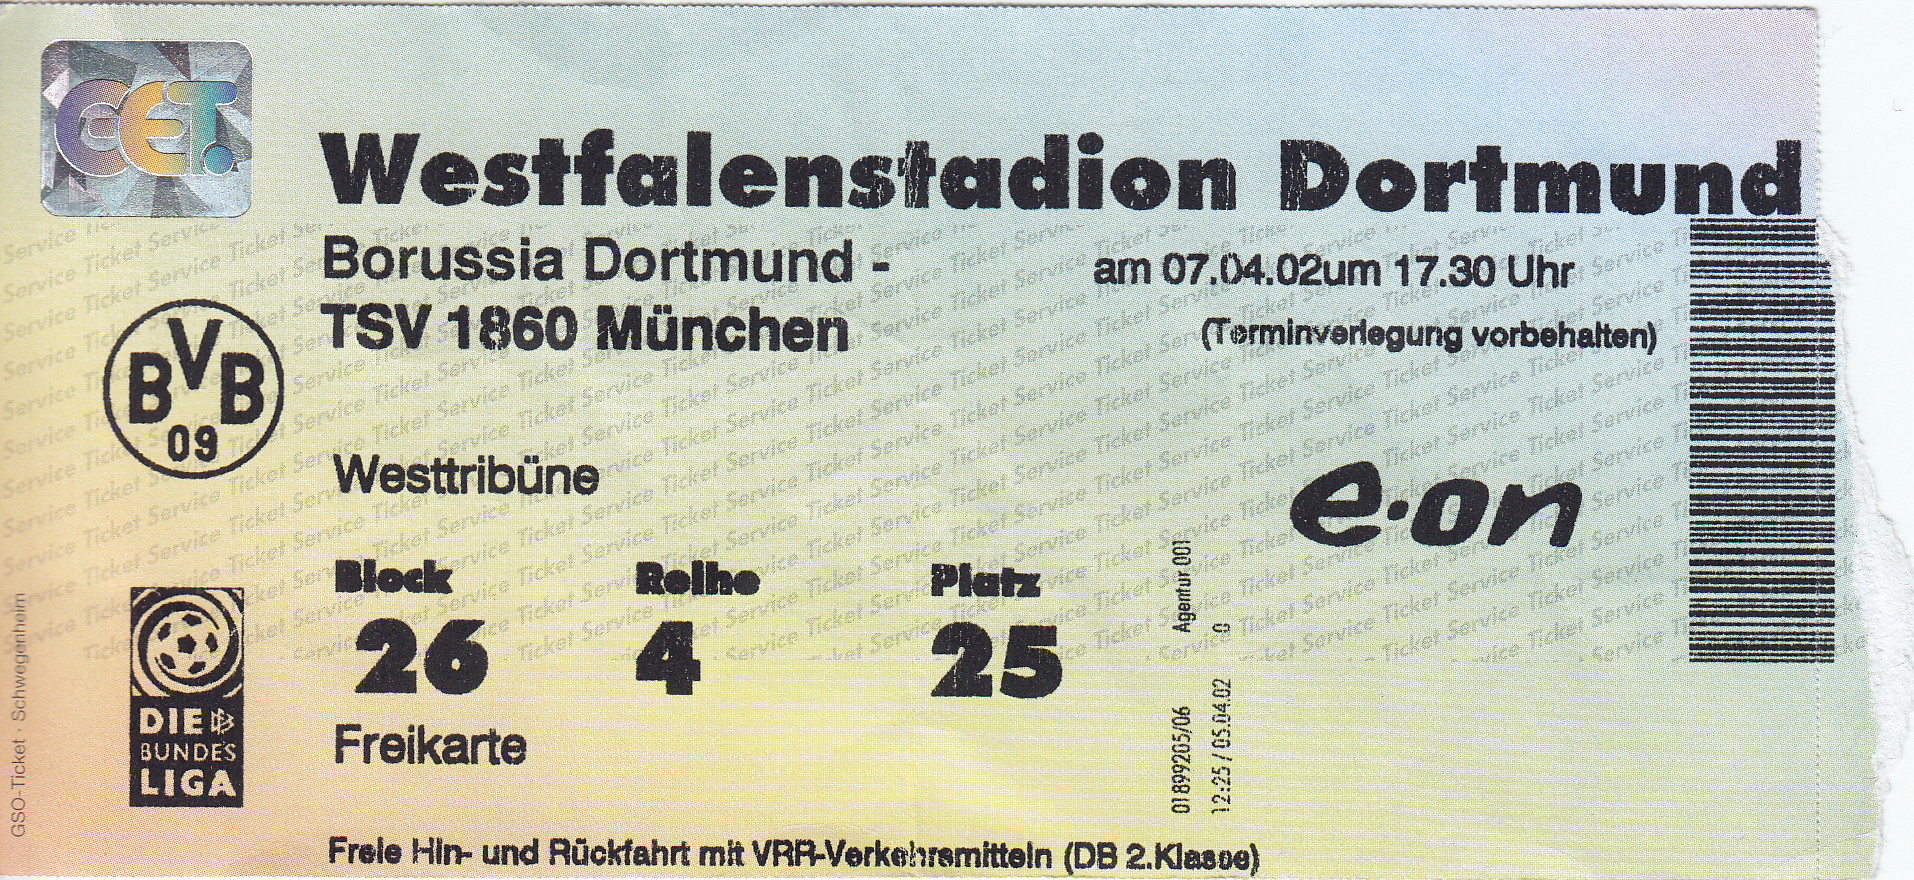 CET.
Westfalenstadion Dortmund
Borussia Dortmund -
TSV 1860 München
am 07.04.02um 17.30 Uhr
(Terminverlegung vorbehalten)
BVB
09
Westtribüne
e·on
Block Reihe Platz
26 4 25
Freikarte
DIE
BUNDES
LIGA
Freie Hin- und Rückfahrt mit VRR-Verkehrsmitteln (DB 2.Klasse)
01899205/06 Agentur 001
12:25 / 05.04.02 0
GSO-Ticket · Schwegenheim
Ticket Service